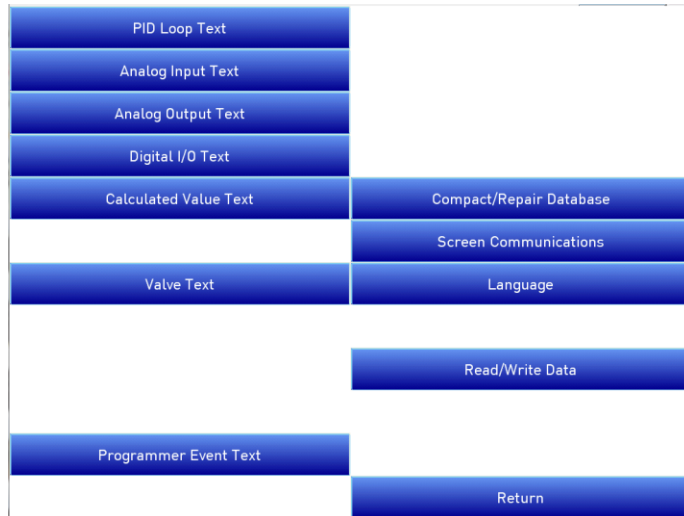 PID Loop Text
Analog Input Text
Analog Output Text
Digital I/O Text
Calculated Value Text
Compact/Repair Database
Screen Communications
Valve Text
Language
Read/Write Data
Programmer Event Text
Return